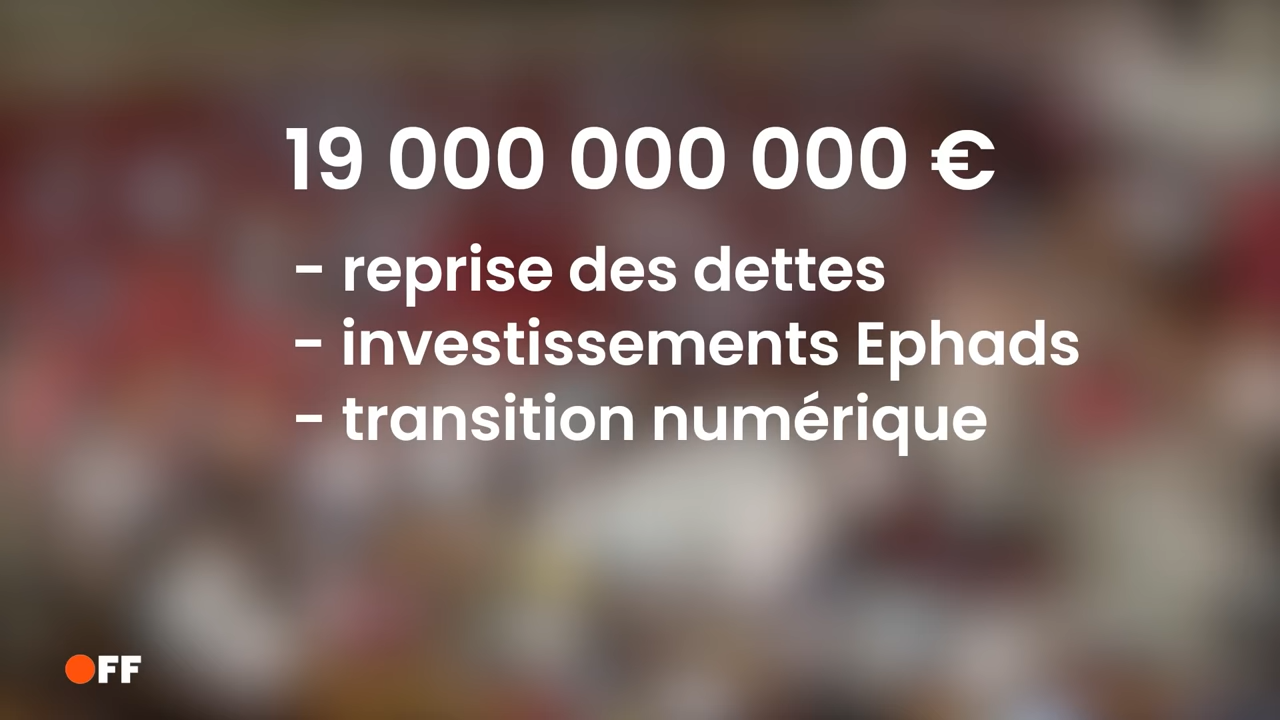 19 000 000 000 €
- reprise des dettes
- investissements Ephads
- transition numérique
OFF